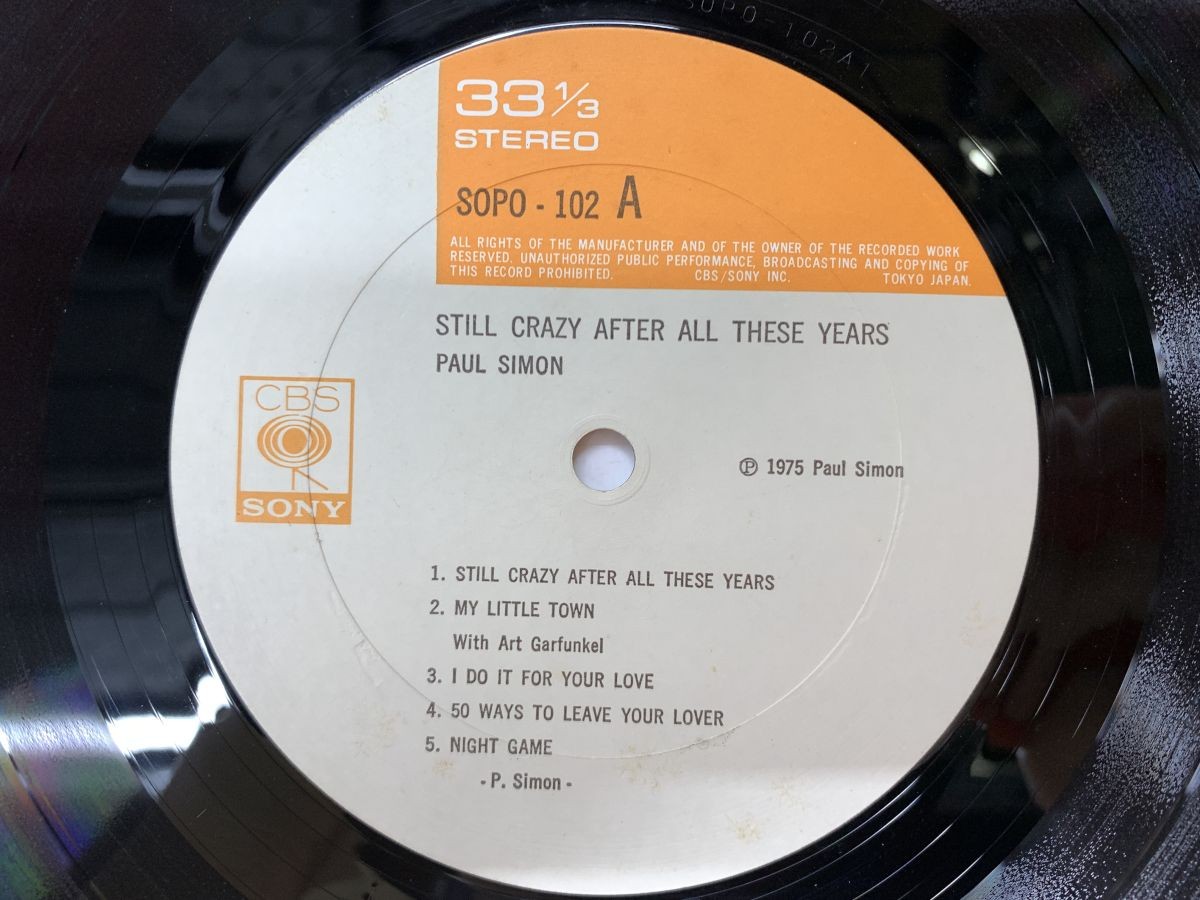 SOPO-102A1
33 1/3
STEREO
SOPO - 102 A
ALL RIGHTS OF THE MANUFACTURER AND OF THE OWNER OF THE RECORDED WORK
RESERVED. UNAUTHORIZED PUBLIC PERFORMANCE, BROADCASTING AND COPYING OF
THIS RECORD PROHIBITED. CBS/SONY INC. TOKYO JAPAN.
STILL CRAZY AFTER ALL THESE YEARS
PAUL SIMON
CBS
SONY
℗ 1975 Paul Simon
1. STILL CRAZY AFTER ALL THESE YEARS
2. MY LITTLE TOWN
With Art Garfunkel
3. I DO IT FOR YOUR LOVE
4. 50 WAYS TO LEAVE YOUR LOVER
5. NIGHT GAME
- P. Simon -